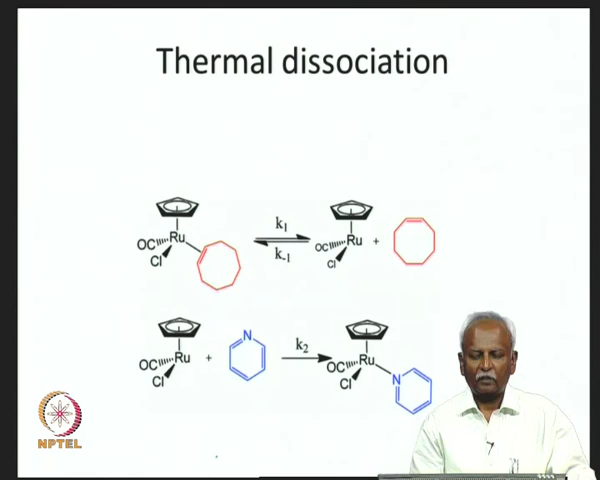 Thermal dissociation
Ru
OC
Cl
k1
k-1
Ru
OC
Cl
+
Ru
OC
Cl
+
N
k2
Ru
OC
Cl
N
NPTEL